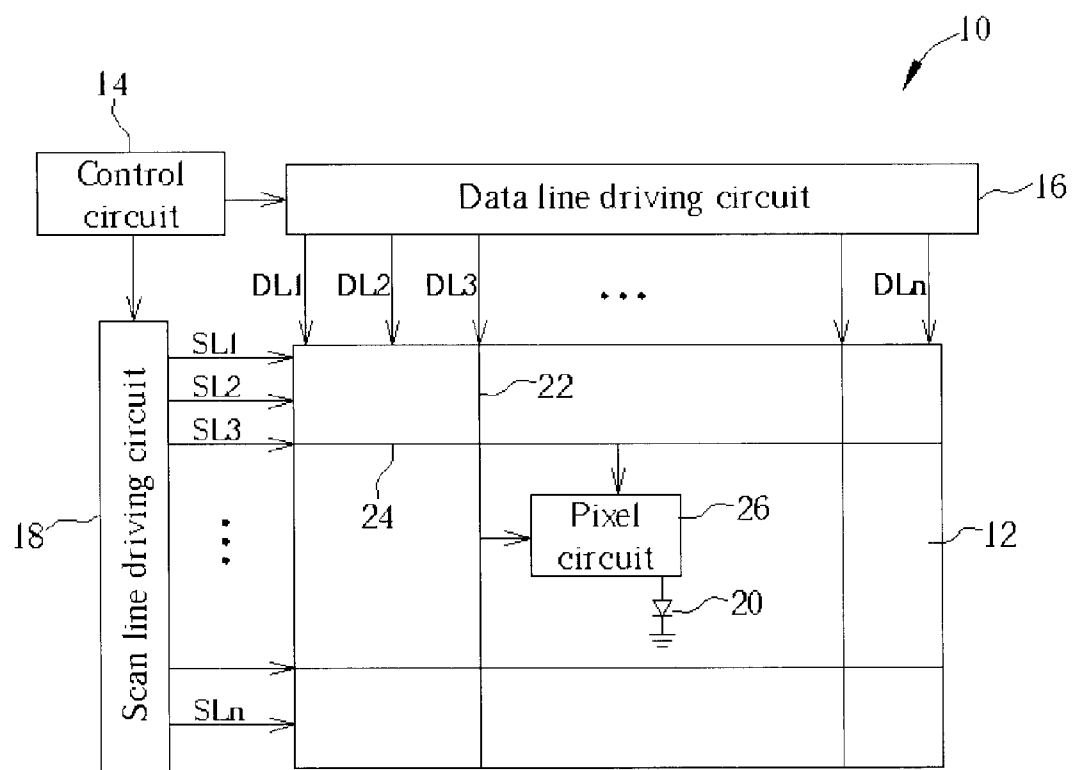 10
14
Control
circuit
Data line driving circuit
16
DL1 DL2 DL3 ... DLn
Scan line driving circuit
18
SL1
SL2
SL3
...
SLn
22
24
Pixel
circuit
26
12
20